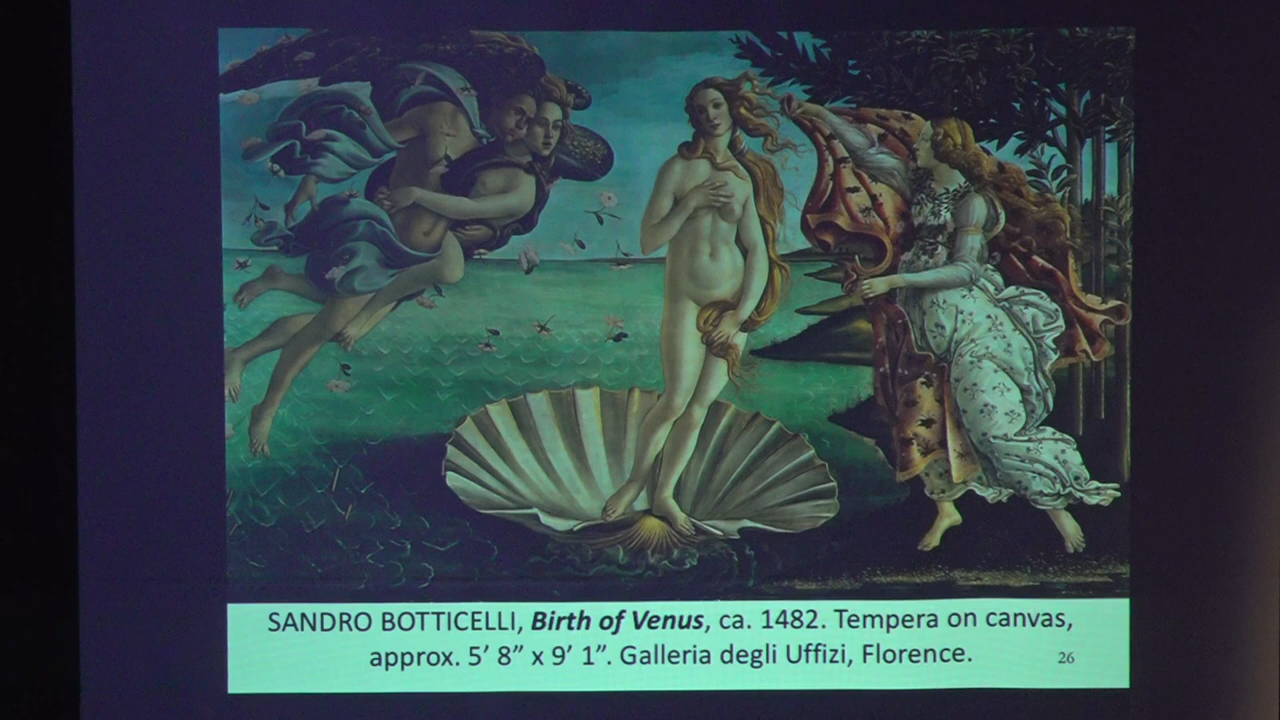 SANDRO BOTTICELLI, Birth of Venus, ca. 1482. Tempera on canvas,
approx. 5’ 8” x 9’ 1”. Galleria degli Uffizi, Florence.
26